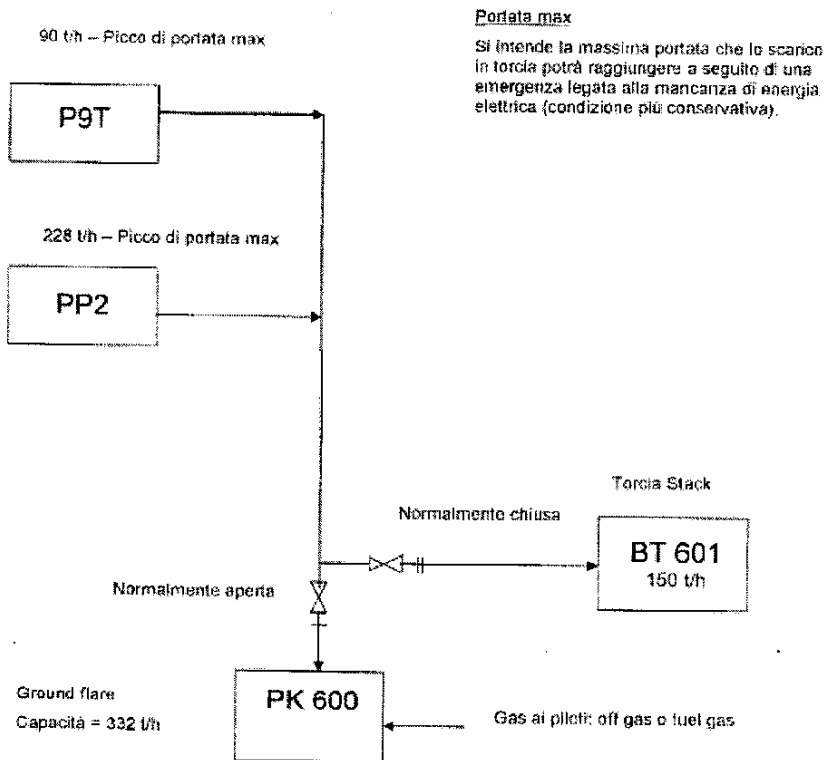 Portata max
90 t/h – Picco di portata max
Si intende la massima portata che lo scarico
in torcia potrà raggiungere a seguito di una
emergenza legata alla mancanza di energia
elettrica (condizione più conservativa).
P9T
228 t/h – Picco di portata max
PP2
Torcia Stack
Normalmente chiusa
BT 601
150 t/h
Normalmente aperta
PK 600
Ground flare
Capacità = 332 t/h
Gas ai piloti: off gas o fuel gas